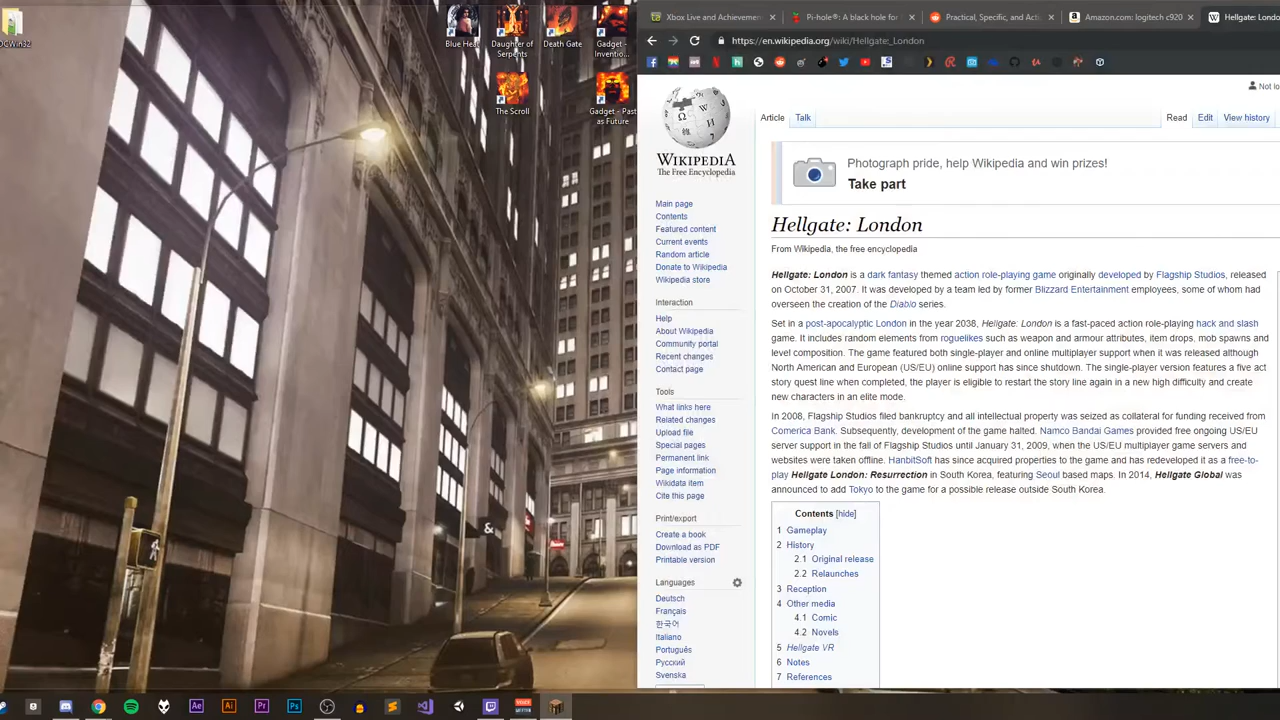 DCWin32
Blue Heat
Daughter of
Serpents
Death Gate
Gadget -
Inventio...
The Scroll
Gadget - Past
as Future
&
Xbox Live and Achievemen
Pi-hole®: A black hole for
Practical, Specific, and Act
Amazon.com: logitech c920
Hellgate: Londo
https://en.wikipedia.org/wiki/Hellgate:_London
Not lo
WIKIPEDIA
The Free Encyclopedia
Article
Talk
Read
Edit
View history
Photograph pride, help Wikipedia and win prizes!
Take part
Main page
Contents
Featured content
Current events
Random article
Donate to Wikipedia
Wikipedia store
Interaction
Help
About Wikipedia
Community portal
Recent changes
Contact page
Tools
What links here
Related changes
Upload file
Special pages
Permanent link
Page information
Wikidata item
Cite this page
Print/export
Create a book
Download as PDF
Printable version
Languages
Deutsch
Français
한국어
Italiano
Português
Русский
Svenska
Hellgate: London
From Wikipedia, the free encyclopedia
Hellgate: London is a dark fantasy themed action role-playing game originally developed by Flagship Studios, released
on October 31, 2007. It was developed by a team led by former Blizzard Entertainment employees, some of whom had
overseen the creation of the Diablo series.
Set in a post-apocalyptic London in the year 2038, Hellgate: London is a fast-paced action role-playing hack and slash
game. It includes random elements from roguelikes such as weapon and armour attributes, item drops, mob spawns and
level composition. The game featured both single-player and online multiplayer support when it was released although
North American and European (US/EU) online support has since shutdown. The single-player version features a five act
story quest line when completed, the player is eligible to restart the story line again in a new high difficulty and create
new characters in an elite mode.
In 2008, Flagship Studios filed bankruptcy and all intellectual property was seized as collateral for funding received from
Comerica Bank. Subsequently, development of the game halted. Namco Bandai Games provided free ongoing US/EU
server support in the fall of Flagship Studios until January 31, 2009, when the US/EU multiplayer game servers and
websites were taken offline. HanbitSoft has since acquired properties to the game and has redeveloped it as a free-to-
play Hellgate London: Resurrection in South Korea, featuring Seoul based maps. In 2014, Hellgate Global was
announced to add Tokyo to the game for a possible release outside South Korea.
Contents [hide]
1 Gameplay
2 History
2.1 Original release
2.2 Relaunches
3 Reception
4 Other media
4.1 Comic
4.2 Novels
5 Hellgate VR
6 Notes
7 References
Ae
Ai
Pr
Ps